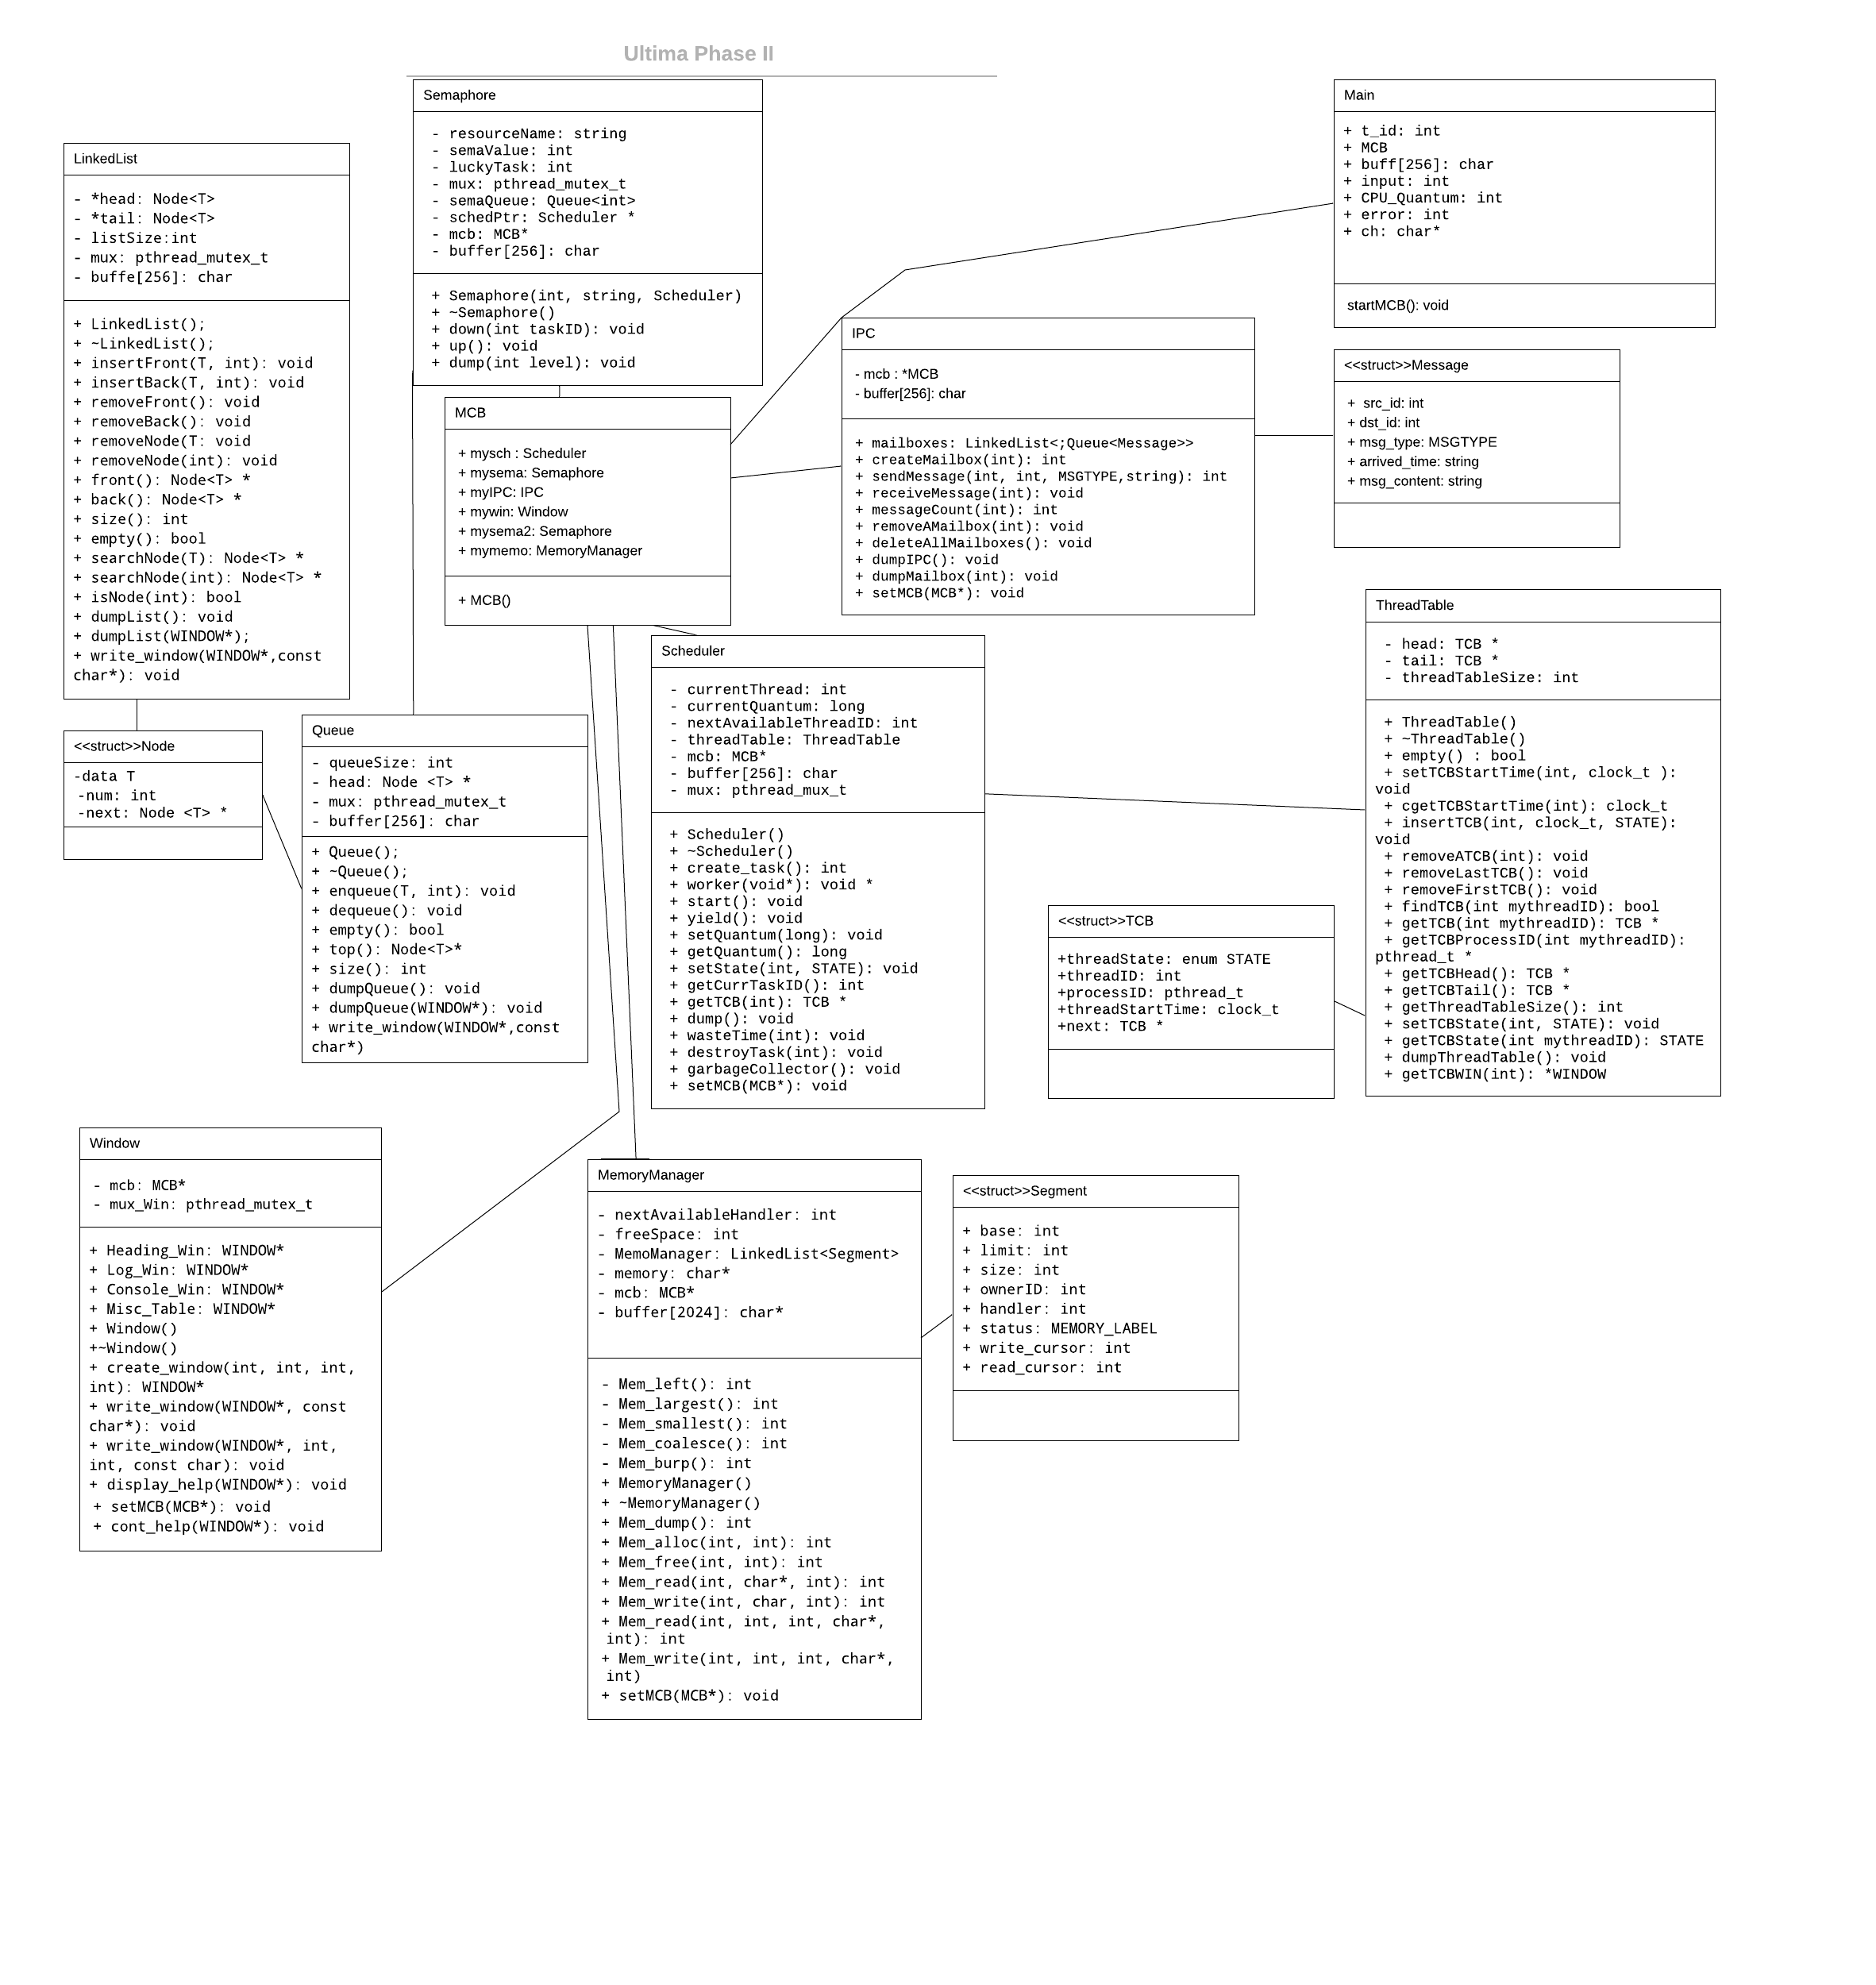 Ultima Phase II
Semaphore
- resourceName: string
- semaValue: int
- luckyTask: int
- mux: pthread_mutex_t
- semaQueue: Queue<int>
- schedPtr: Scheduler *
- mcb: MCB*
- buffer[256]: char
+ Semaphore(int, string, Scheduler)
+ ~Semaphore()
+ down(int taskID): void
+ up(): void
+ dump(int level): void
Main
+ t_id: int
+ MCB
+ buff[256]: char
+ input: int
+ CPU_Quantum: int
+ error: int
+ ch: char*
startMCB(): void
LinkedList
- *head: Node<T>
- *tail: Node<T>
- listSize:int
- mux: pthread_mutex_t
- buffe[256]: char
+ LinkedList();
+ ~LinkedList();
+ insertFront(T, int): void
+ insertBack(T, int): void
+ removeFront(): void
+ removeBack(): void
+ removeNode(T: void
+ removeNode(int): void
+ front(): Node<T> *
+ back(): Node<T> *
+ size(): int
+ empty(): bool
+ searchNode(T): Node<T> *
+ searchNode(int): Node<T> *
+ isNode(int): bool
+ dumpList(): void
+ dumpList(WINDOW*);
+ write_window(WINDOW*,const
char*): void
IPC
- mcb : *MCB
- buffer[256]: char
+ mailboxes: LinkedList<;Queue<Message>>
+ createMailbox(int): int
+ sendMessage(int, int, MSGTYPE,string): int
+ receiveMessage(int): void
+ messageCount(int): int
+ removeAMailbox(int): void
+ deleteAllMailboxes(): void
+ dumpIPC(): void
+ dumpMailbox(int): void
+ setMCB(MCB*): void
<<struct>>Message
+  src_id: int
+ dst_id: int
+ msg_type: MSGTYPE
+ arrived_time: string
+ msg_content: string
MCB
+ mysch : Scheduler
+ mysema: Semaphore
+ myIPC: IPC
+ mywin: Window
+ mysema2: Semaphore
+ mymemo: MemoryManager
+ MCB()
ThreadTable
- head: TCB *
- tail: TCB *
- threadTableSize: int
+ ThreadTable()
+ ~ThreadTable()
+ empty() : bool
+ setTCBStartTime(int, clock_t ):
void
+ cgetTCBStartTime(int): clock_t
+ insertTCB(int, clock_t, STATE):
void
+ removeATCB(int): void
+ removeLastTCB(): void
+ removeFirstTCB(): void
+ findTCB(int mythreadID): bool
+ getTCB(int mythreadID): TCB *
+ getTCBProcessID(int mythreadID):
pthread_t *
+ getTCBHead(): TCB *
+ getTCBTail(): TCB *
+ getThreadTableSize(): int
+ setTCBState(int, STATE): void
+ getTCBState(int mythreadID): STATE
+ dumpThreadTable(): void
+ getTCBWIN(int): *WINDOW
Scheduler
- currentThread: int
- currentQuantum: long
- nextAvailableThreadID: int
- threadTable: ThreadTable
- mcb: MCB*
- buffer[256]: char
- mux: pthread_mux_t
+ Scheduler()
+ ~Scheduler()
+ create_task(): int
+ worker(void*): void *
+ start(): void
+ yield(): void
+ setQuantum(long): void
+ getQuantum(): long
+ setState(int, STATE): void
+ getCurrTaskID(): int
+ getTCB(int): TCB *
+ dump(): void
+ wasteTime(int): void
+ destroyTask(int): void
+ garbageCollector(): void
+ setMCB(MCB*): void
<<struct>>Node
-data T
-num: int
-next: Node <T> *
Queue
- queueSize: int
- head: Node <T> *
- mux: pthread_mutex_t
- buffer[256]: char
+ Queue();
+ ~Queue();
+ enqueue(T, int): void
+ dequeue(): void
+ empty(): bool
+ top(): Node<T>*
+ size(): int
+ dumpQueue(): void
+ dumpQueue(WINDOW*): void
+ write_window(WINDOW*,const
char*)
<<struct>>TCB
+threadState: enum STATE
+threadID: int
+processID: pthread_t
+threadStartTime: clock_t
+next: TCB *
Window
- mcb: MCB*
- mux_Win: pthread_mutex_t
+ Heading_Win: WINDOW*
+ Log_Win: WINDOW*
+ Console_Win: WINDOW*
+ Misc_Table: WINDOW*
+ Window()
+~Window()
+ create_window(int, int, int,
int): WINDOW*
+ write_window(WINDOW*, const
char*): void
+ write_window(WINDOW*, int,
int, const char): void
+ display_help(WINDOW*): void
+ setMCB(MCB*): void
+ cont_help(WINDOW*): void
MemoryManager
- nextAvailableHandler: int
- freeSpace: int
- MemoManager: LinkedList<Segment>
- memory: char*
- mcb: MCB*
- buffer[2024]: char*
- Mem_left(): int
- Mem_largest(): int
- Mem_smallest(): int
- Mem_coalesce(): int
- Mem_burp(): int
+ MemoryManager()
+ ~MemoryManager()
+ Mem_dump(): int
+ Mem_alloc(int, int): int
+ Mem_free(int, int): int
+ Mem_read(int, char*, int): int
+ Mem_write(int, char, int): int
+ Mem_read(int, int, int, char*,
int): int
+ Mem_write(int, int, int, char*,
int)
+ setMCB(MCB*): void
<<struct>>Segment
+ base: int
+ limit: int
+ size: int
+ ownerID: int
+ handler: int
+ status: MEMORY_LABEL
+ write_cursor: int
+ read_cursor: int